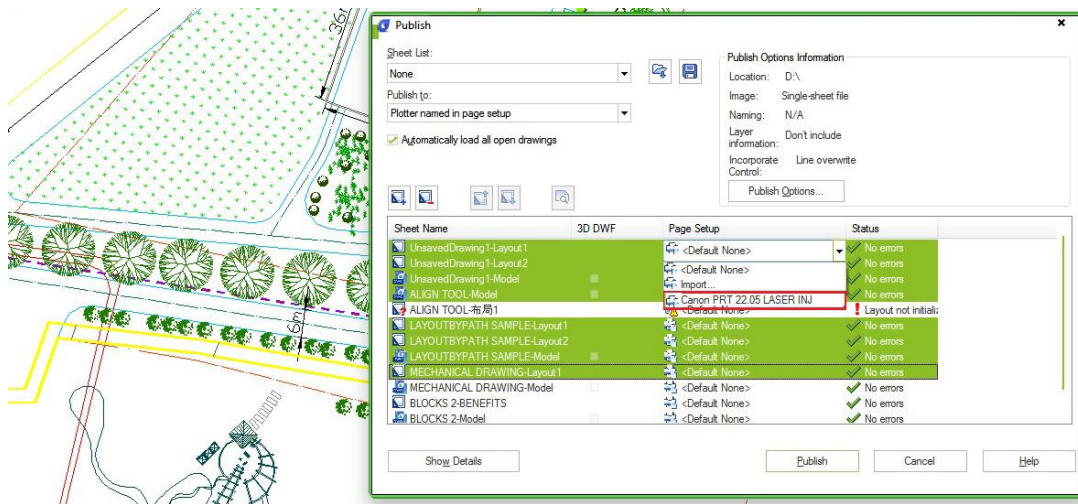 36m
Publish
Sheet List:
None
Publish to:
Plotter named in page setup
Automatically load all open drawings
Publish Options Information
Location: D:\
Image: Single-sheet file
Naming: N/A
Layer information: Don't include
Incorporate Control: Line overwrite
Publish Options...
Sheet Name 3D DWF Page Setup Status
UnsavedDrawing1-Layout1 <Default None> No errors
UnsavedDrawing1-Layout2 <Default None> No errors
UnsavedDrawing1-Model Import... No errors
ALIGN TOOL-Model Canon PRT 22.05 LASER INJ No errors
ALIGN TOOL-布局1 <Default None> Layout not initializ
LAYOUTBYPATH SAMPLE-Layout1 <Default None> No errors
LAYOUTBYPATH SAMPLE-Layout2 <Default None> No errors
LAYOUTBYPATH SAMPLE-Model <Default None> No errors
MECHANICAL DRAWING-Layout1 <Default None> No errors
MECHANICAL DRAWING-Model <Default None> No errors
BLOCKS 2-BENEFITS <Default None> No errors
BLOCKS 2-Model <Default None> No errors
6m
Show Details Publish Cancel Help